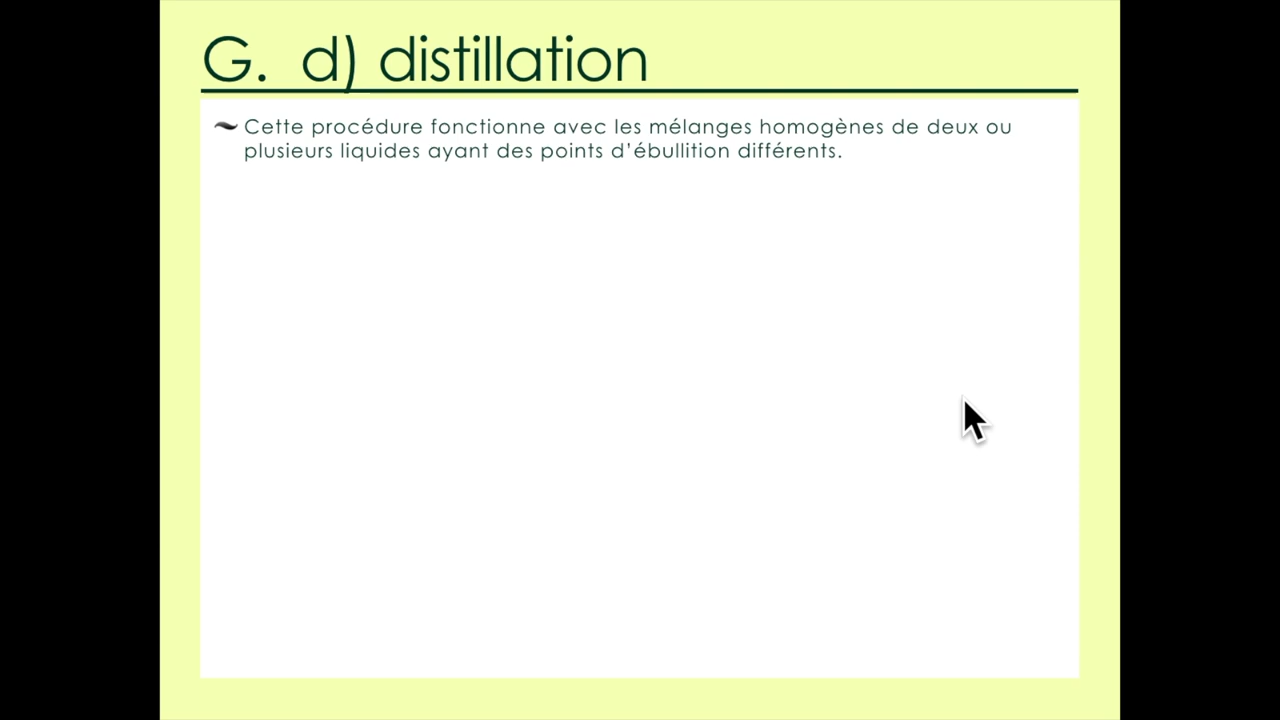 G. d) distillation
Cette procédure fonctionne avec les mélanges homogènes de deux ou
plusieurs liquides ayant des points d’ébullition différents.